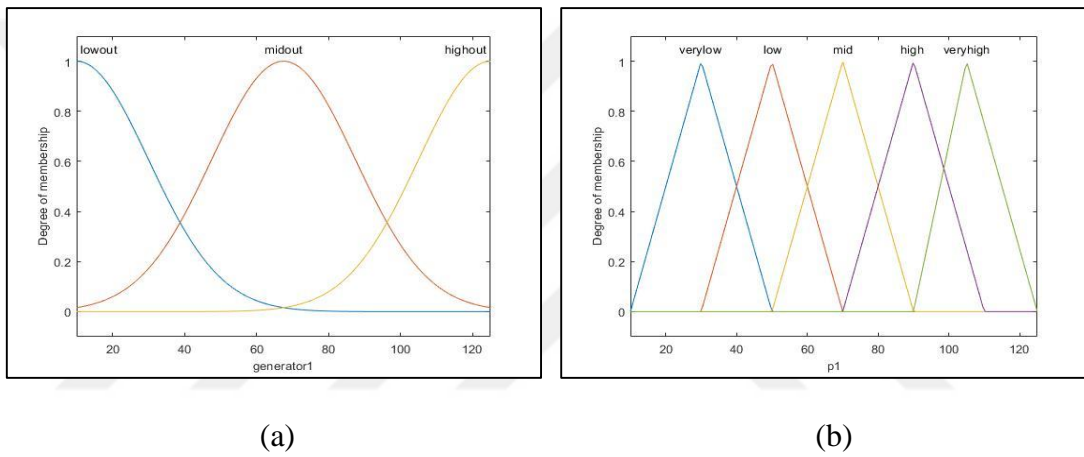 lowout midout highout
1
0.8
0.6
0.4
0.2
0
Degree of membership
20 40 60 80 100 120
generator1
verylow low mid high veryhigh
1
0.8
0.6
0.4
0.2
0
Degree of membership
20 40 60 80 100 120
p1
(a) (b)